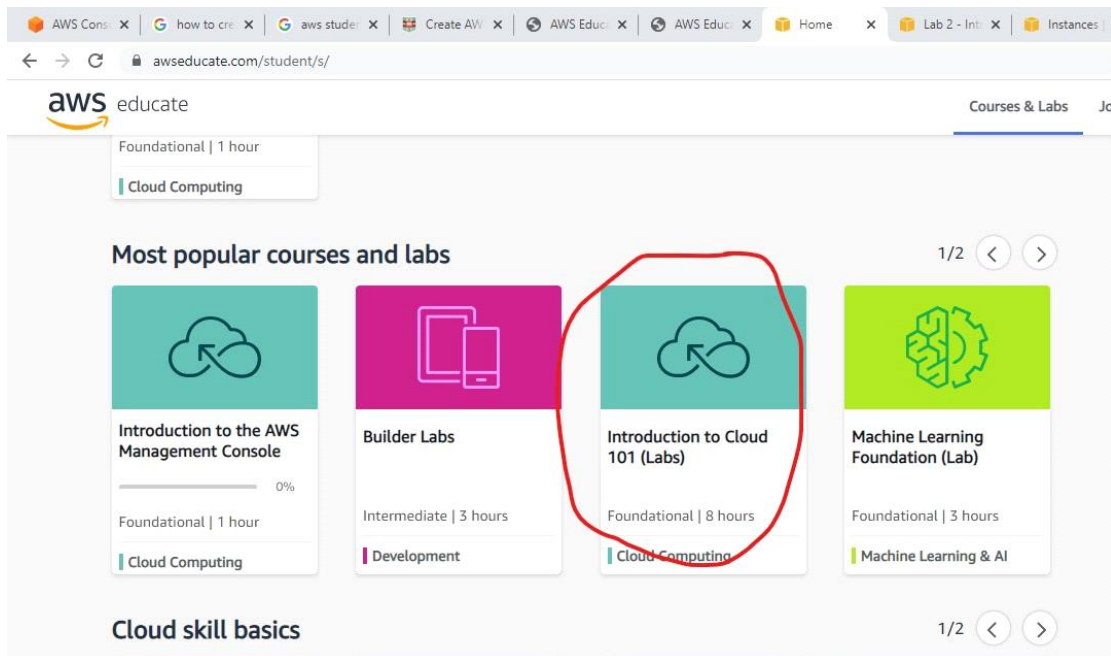 AWS Cons
how to cre
aws studen
Create AW
AWS Educ
AWS Educa
Home
Lab 2 - Intr
Instances |
awseducate.com/student/s/
aws educate
Courses & Labs
Foundational | 1 hour
Cloud Computing
Most popular courses and labs
1/2
Introduction to the AWS
Management Console
0%
Foundational | 1 hour
Cloud Computing
Builder Labs
Intermediate | 3 hours
Development
Introduction to Cloud
101 (Labs)
Foundational | 8 hours
Cloud Computing
Machine Learning
Foundation (Lab)
Foundational | 3 hours
Machine Learning & AI
Cloud skill basics
1/2